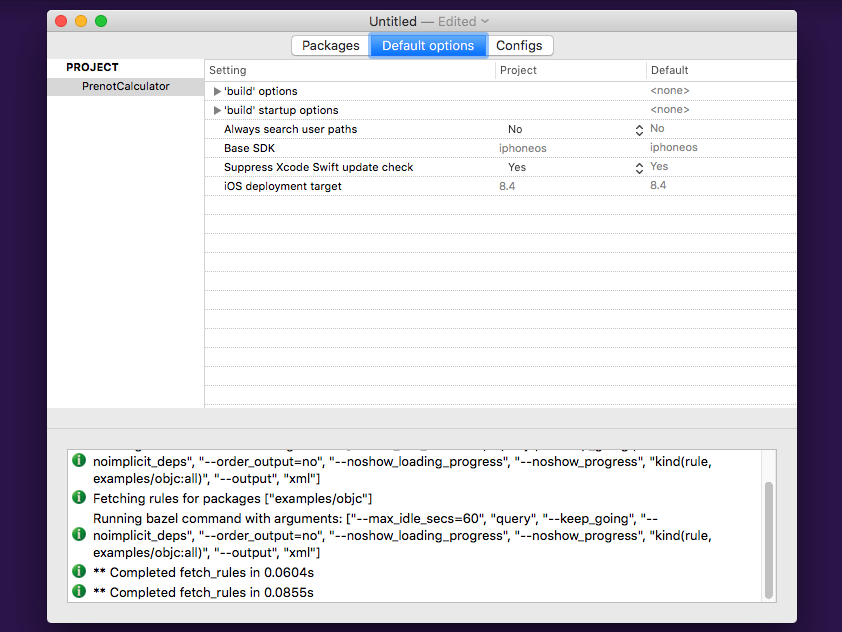 Untitled — Edited
Packages Default options Configs
PROJECT
PrenotCalculator
Setting Project Default
'build' options <none>
'build' startup options <none>
Always search user paths No No
Base SDK iphoneos iphoneos
Suppress Xcode Swift update check Yes Yes
iOS deployment target 8.4 8.4
noimplicit_deps", "--order_output=no", "--noshow_loading_progress", "--noshow_progress", "kind(rule,
examples/objc:all)", "--output", "xml"]
Fetching rules for packages ["examples/objc"]
Running bazel command with arguments: ["--max_idle_secs=60", "query", "--keep_going", "--
noimplicit_deps", "--order_output=no", "--noshow_loading_progress", "--noshow_progress", "kind(rule,
examples/objc:all)", "--output", "xml"]
** Completed fetch_rules in 0.0604s
** Completed fetch_rules in 0.0855s